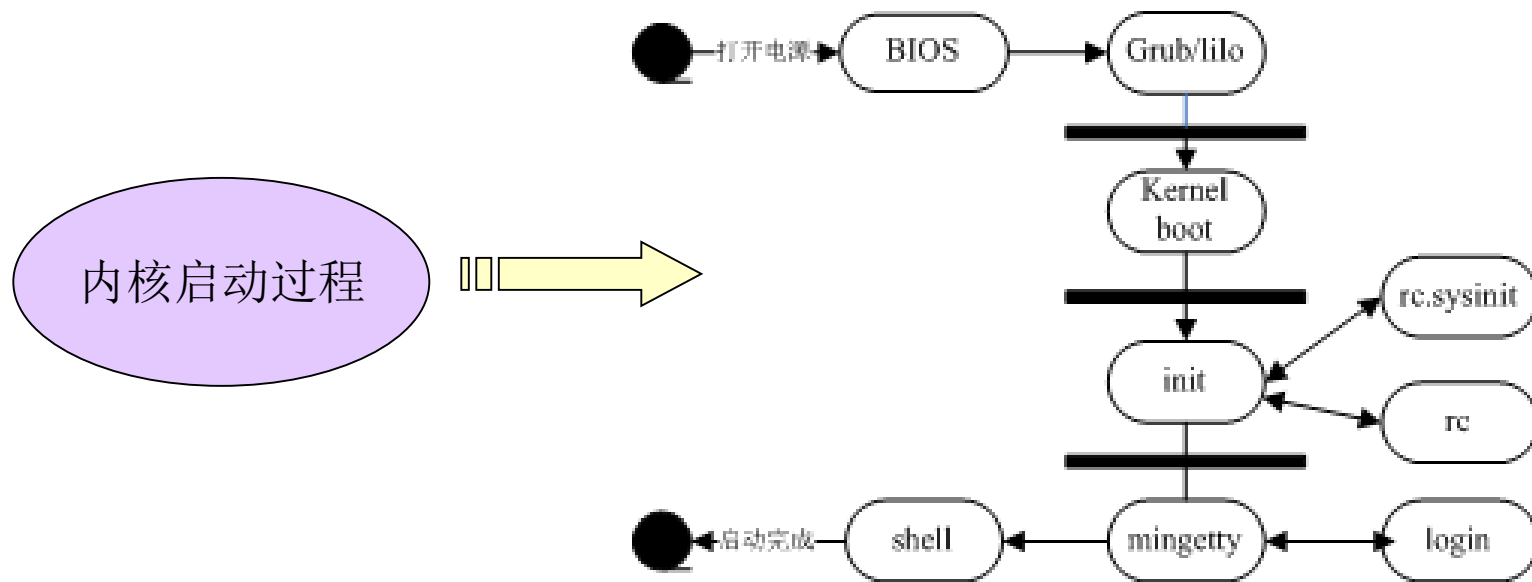 打开电源
BIOS
Grub/lilo
Kernel
boot
内核启动过程
rc.sysinit
init
rc
启动完成
shell
mingetty
login